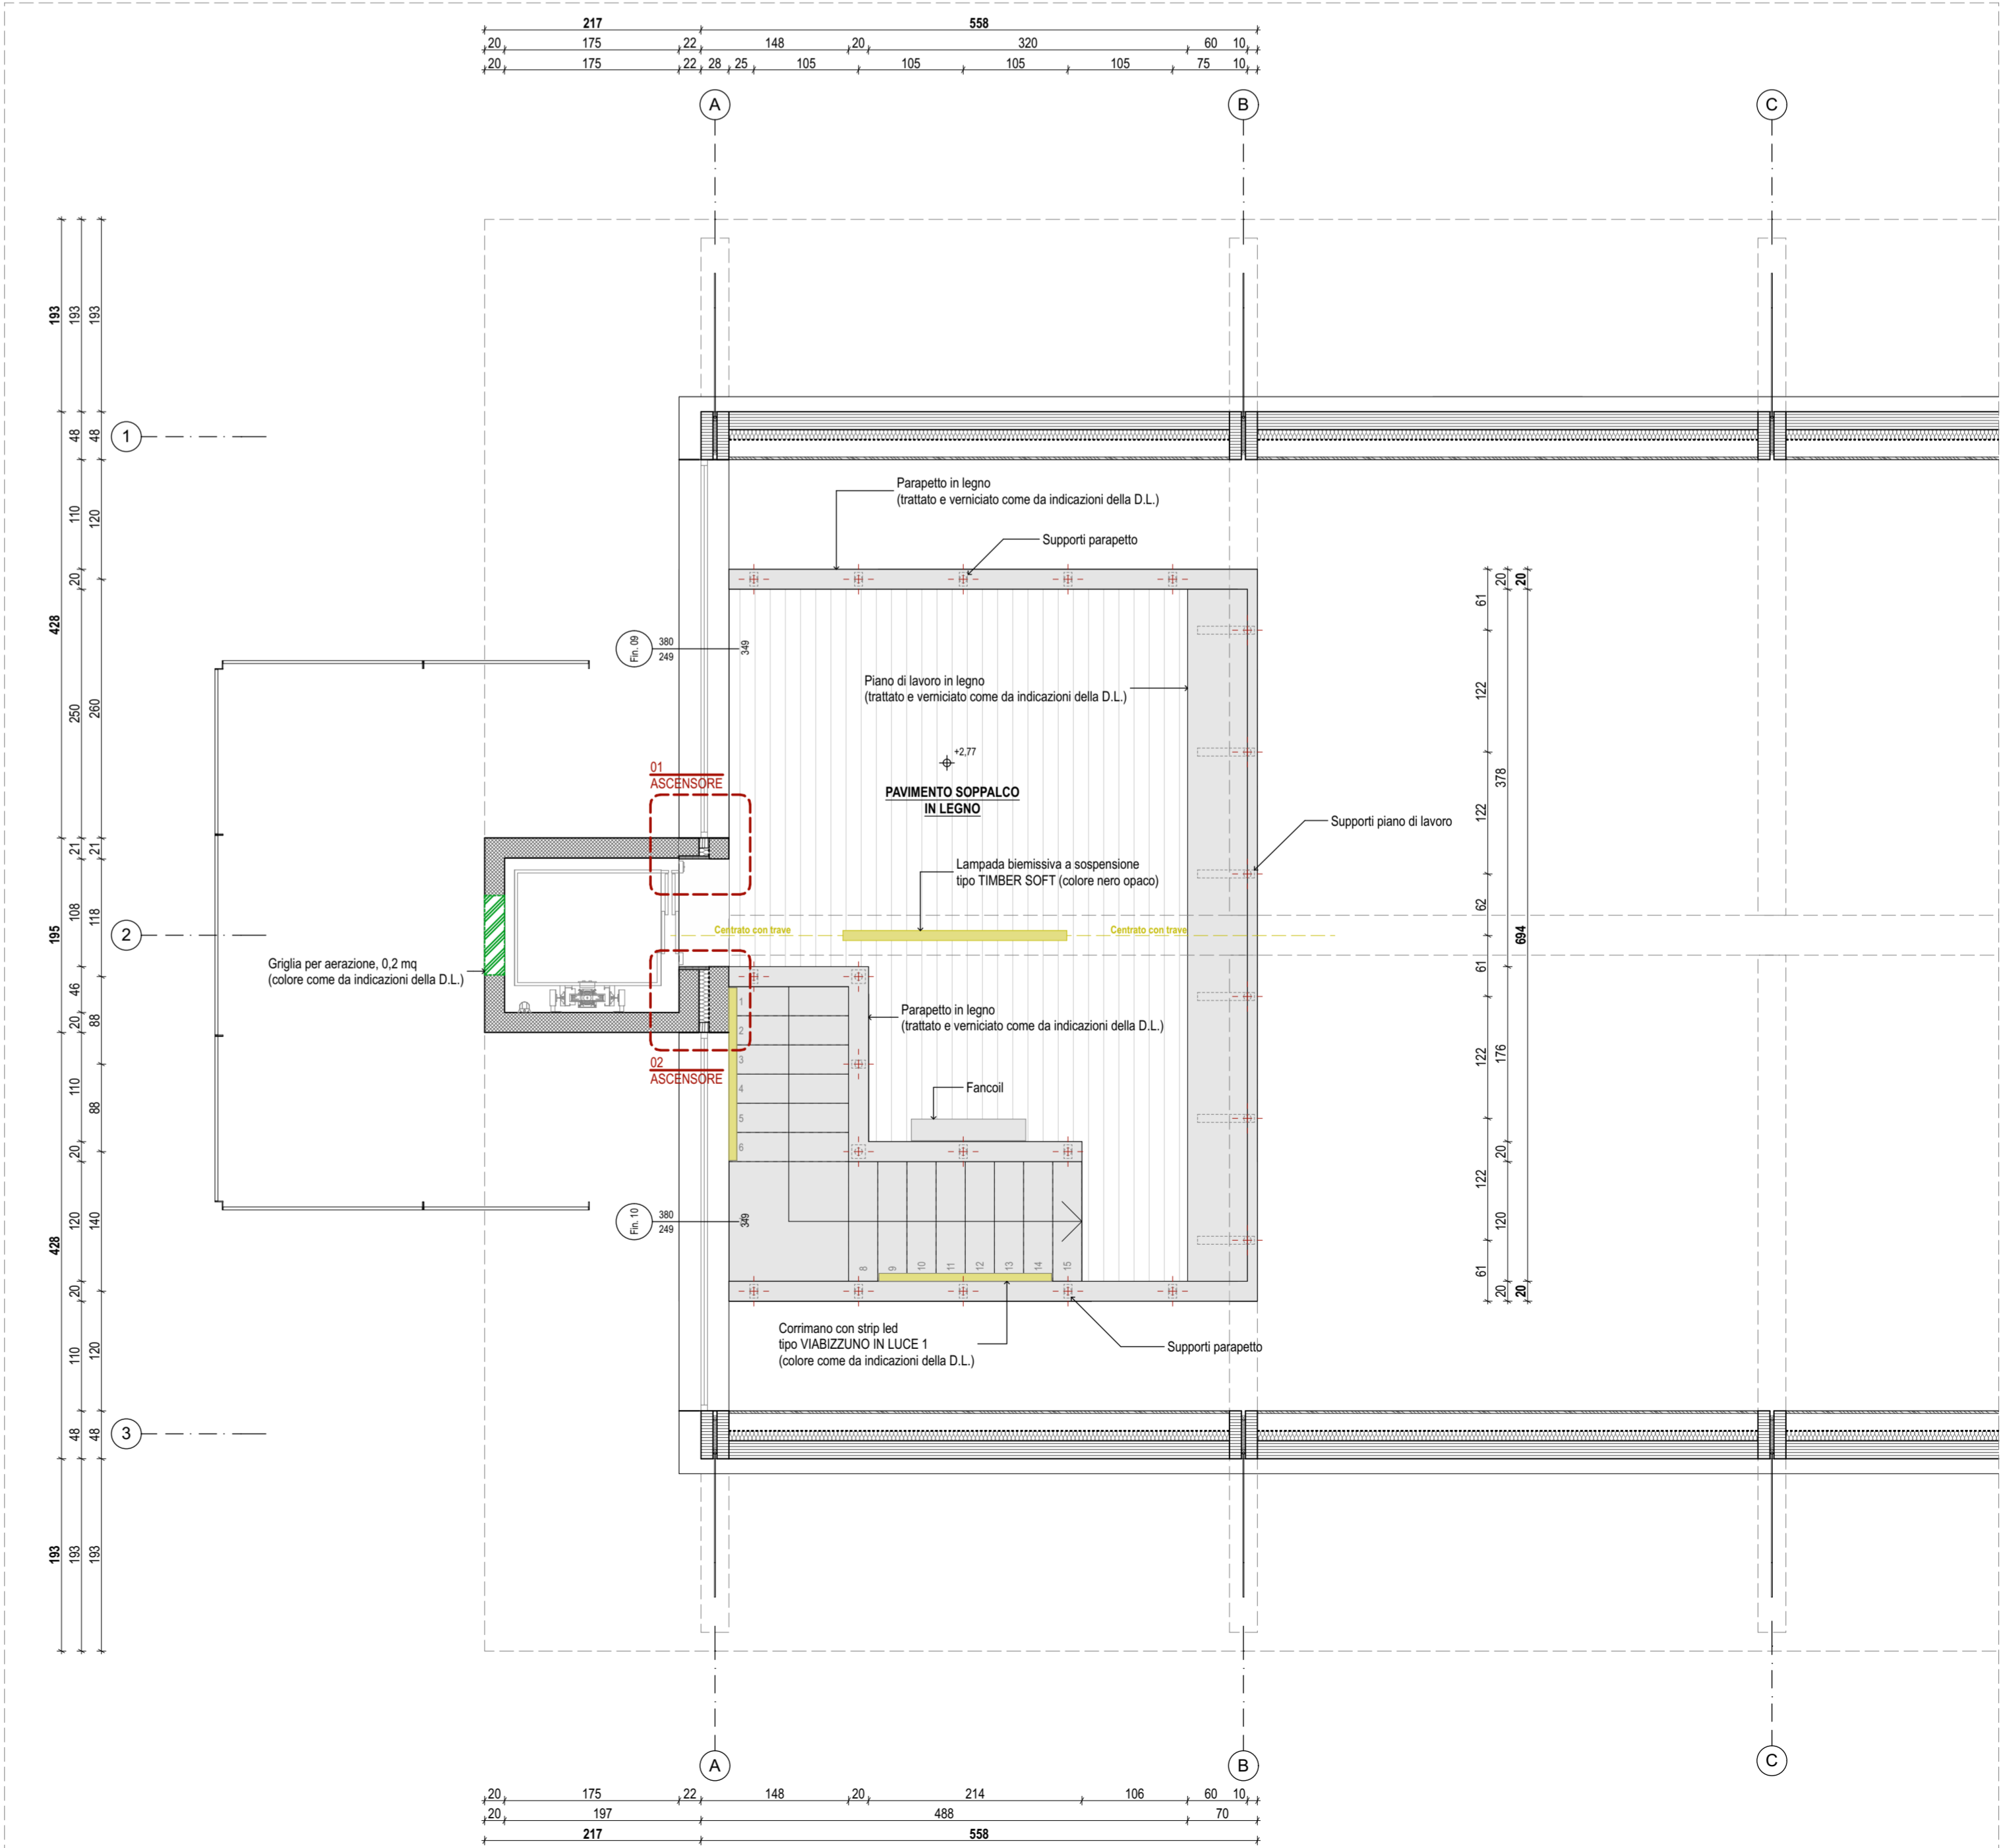 217 558
20 175 22 148 20 320 60 10
20 175 22 28 25 105 105 105 105 75 10
A B C
193 193 193
1
48 48
428 110 120
20
250 260
2
195 21 21
108 118
46
20 88
3
428 110 88
20
120 140
20
110 120
48 48
193 193 193
Parapetto in legno
(trattato e verniciato come da indicazioni della D.L.)
Supporti parapetto
Fin. 09
380
249
349
Piano di lavoro in legno
(trattato e verniciato come da indicazioni della D.L.)
+2,77
PAVIMENTO SOPPALCO
IN LEGNO
01
ASCENSORE
Supporti piano di lavoro
Lampada biemissiva a sospensione
tipo TIMBER SOFT (colore nero opaco)
Centrato con trave
Centrato con trave
Griglia per aerazione, 0,2 mq
(colore come da indicazioni della D.L.)
Parapetto in legno
(trattato e verniciato come da indicazioni della D.L.)
02
ASCENSORE
Fancoil
1
2
3
4
5
6
Fin. 10
380
249
349
8 9 10 11 12 13 14 15
Corrimano con strip led
tipo VIABIZZUNO IN LUCE 1
(colore come da indicazioni della D.L.)
Supporti parapetto
61 122 122 62 61 122 122 61
20 378 176 20 120 20
20 694 20
A B C
20 175 22 148 20 214 106 60 10
20 197 488 70
217 558